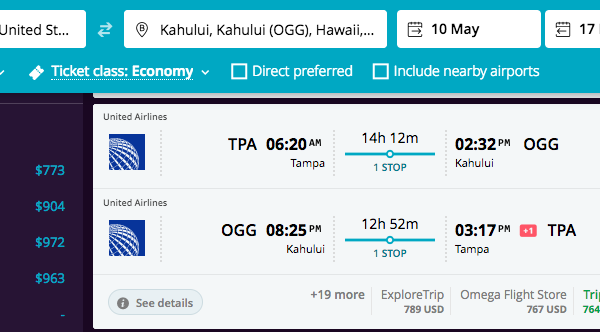 United St...
Kahului, Kahului (OGG), Hawaii,...
10 May
17
Ticket class: Economy
Direct preferred
Include nearby airports
$773
$904
$972
$963
-
United Airlines
TPA 06:20 AM
Tampa
14h 12m
1 STOP
02:32 PM OGG
Kahului
United Airlines
OGG 08:25 PM
Kahului
12h 52m
1 STOP
03:17 PM +1 TPA
Tampa
See details
+19 more
ExploreTrip
789 USD
Omega Flight Store
767 USD
Trip
764